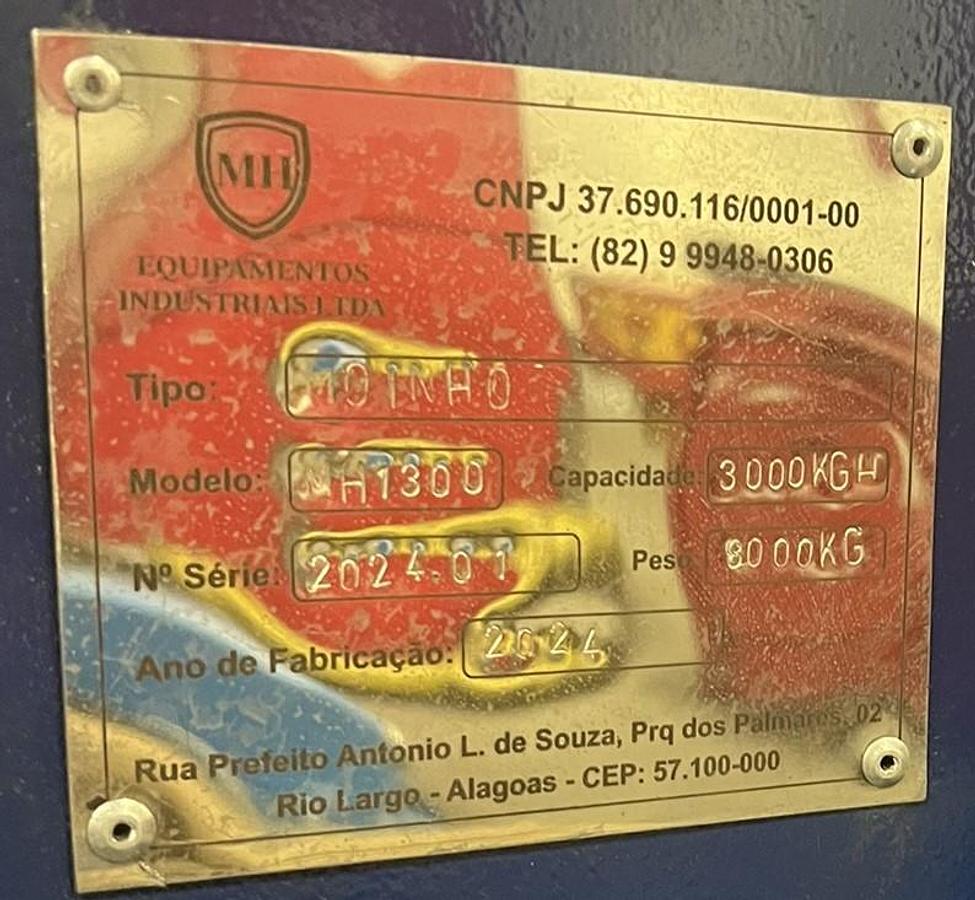 MH
EQUIPAMENTOS
INDUSTRIAIS LTDA
CNPJ 37.690.116/0001-00
TEL: (82) 9 9948-0306
Tipo: MOINHO
Modelo: MH1300 Capacidade: 3000KGH
Nº Série: 2024.01 Peso: 8000KG
Ano de Fabricação: 2024
Rua Prefeito Antonio L. de Souza, Prq dos Palmares, 02
Rio Largo - Alagoas - CEP: 57.100-000